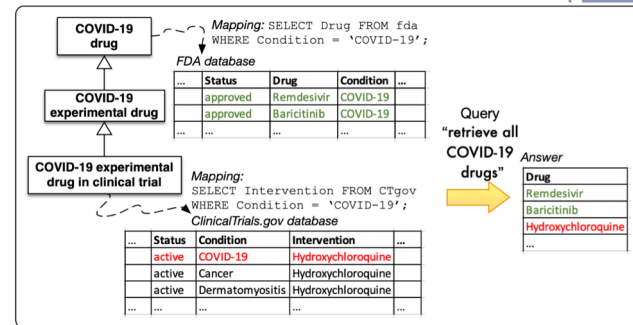 COVID-19
drug
Mapping: SELECT Drug FROM fda
WHERE Condition = ‘COVID-19’;
FDA database
... Status Drug Condition ...
approved Remdesivir COVID-19
approved Baricitinib COVID-19
... ... ... ...
COVID-19
experimental drug
COVID-19 experimental
drug in clinical trial
Mapping:
SELECT Intervention FROM CTgov
WHERE Condition = ‘COVID-19’;
ClinicalTrials.gov database
... Status Condition Intervention ...
active COVID-19 Hydroxychloroquine
active Cancer Hydroxychloroquine
active Dermatomyositis Hydroxychloroquine
... ... ... ...
Query
“retrieve all
COVID-19
drugs”
Answer
Drug
Remdesivir
Baricitinib
Hydroxychloroquine
...